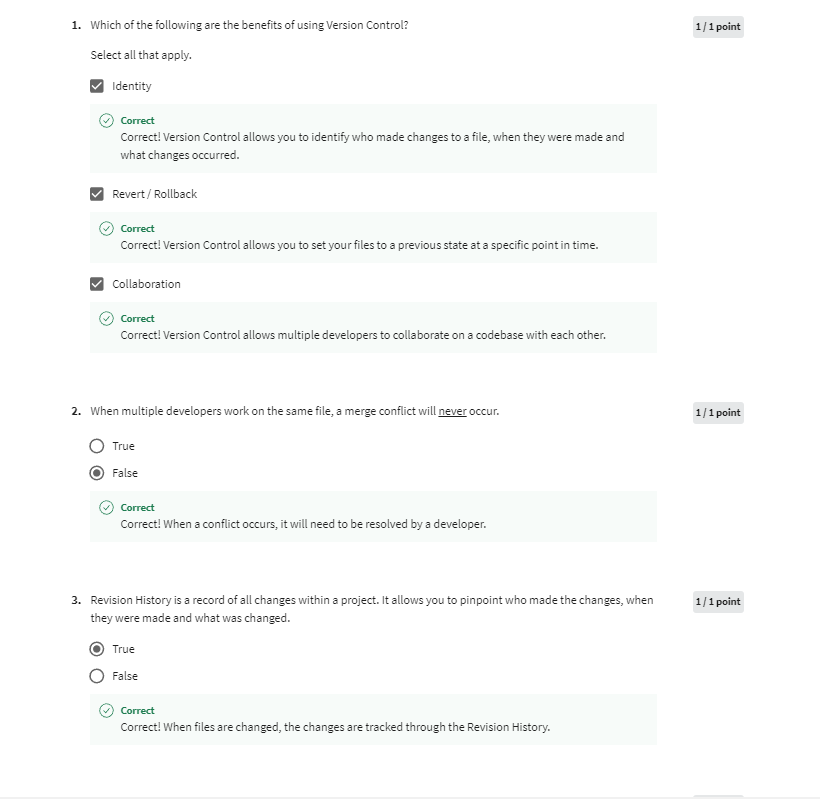 1. Which of the following are the benefits of using Version Control?
1 / 1 point
Select all that apply.
Identity
Correct
Correct! Version Control allows you to identify who made changes to a file, when they were made and
what changes occurred.
Revert / Rollback
Correct
Correct! Version Control allows you to set your files to a previous state at a specific point in time.
Collaboration
Correct
Correct! Version Control allows multiple developers to collaborate on a codebase with each other.
2. When multiple developers work on the same file, a merge conflict will never occur.
1 / 1 point
True
False
Correct
Correct! When a conflict occurs, it will need to be resolved by a developer.
3. Revision History is a record of all changes within a project. It allows you to pinpoint who made the changes, when
1 / 1 point
they were made and what was changed.
True
False
Correct
Correct! When files are changed, the changes are tracked through the Revision History.